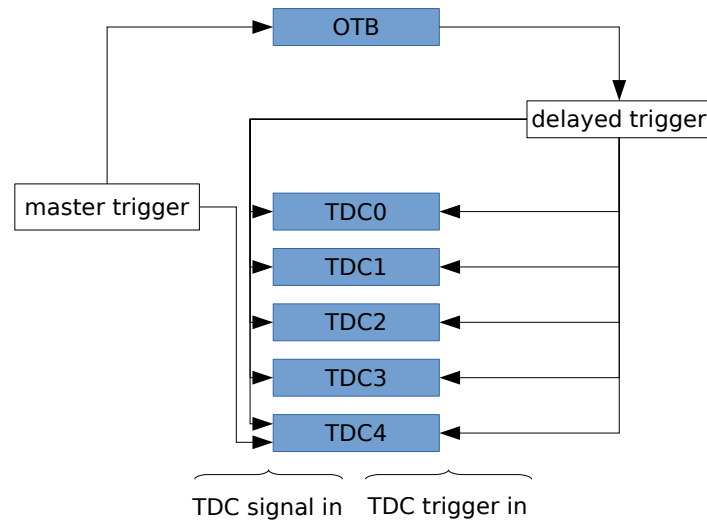 OTB
delayed trigger
master trigger
TDC0
TDC1
TDC2
TDC3
TDC4
TDC signal in
TDC trigger in